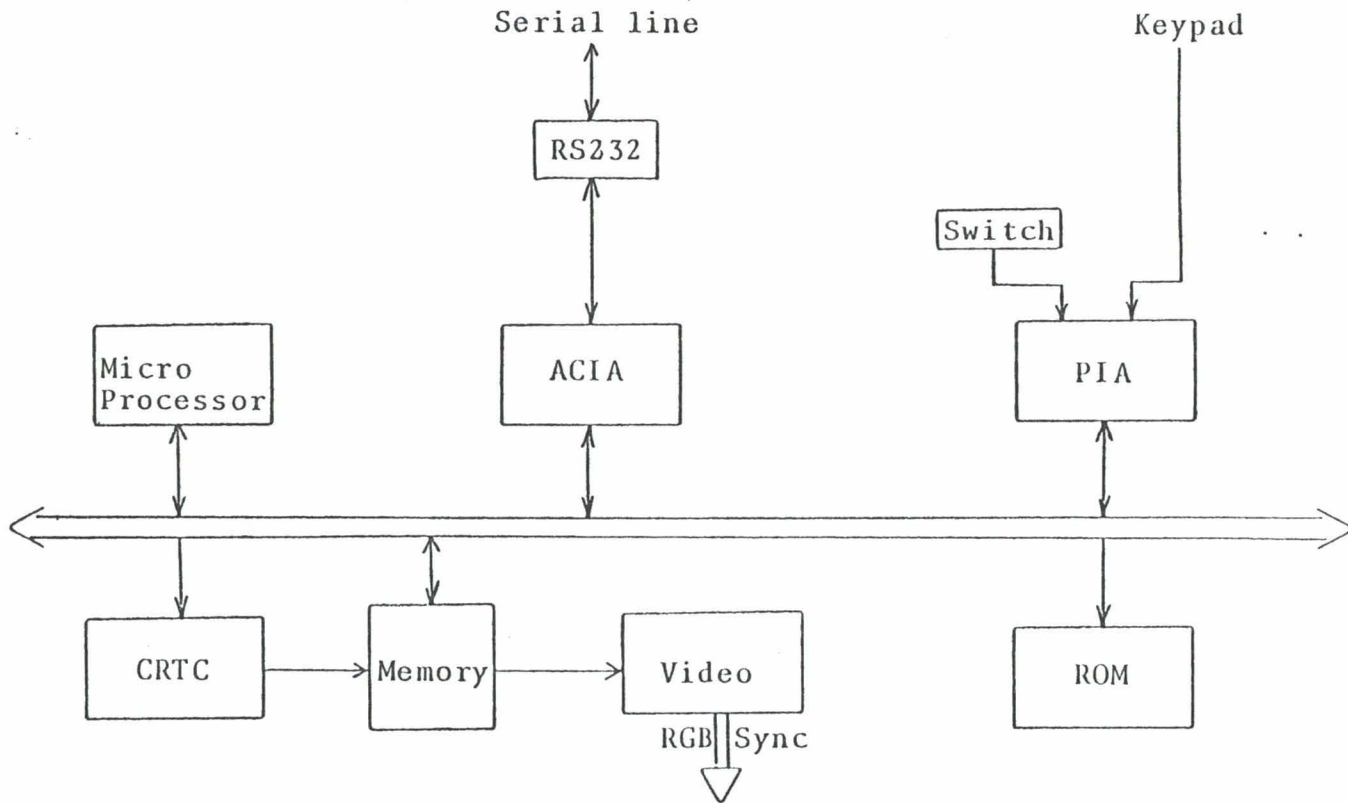 Serial line
Keypad
RS232
Switch
Micro
Processor
ACIA
PIA
CRTC
Memory
Video
ROM
RGB Sync